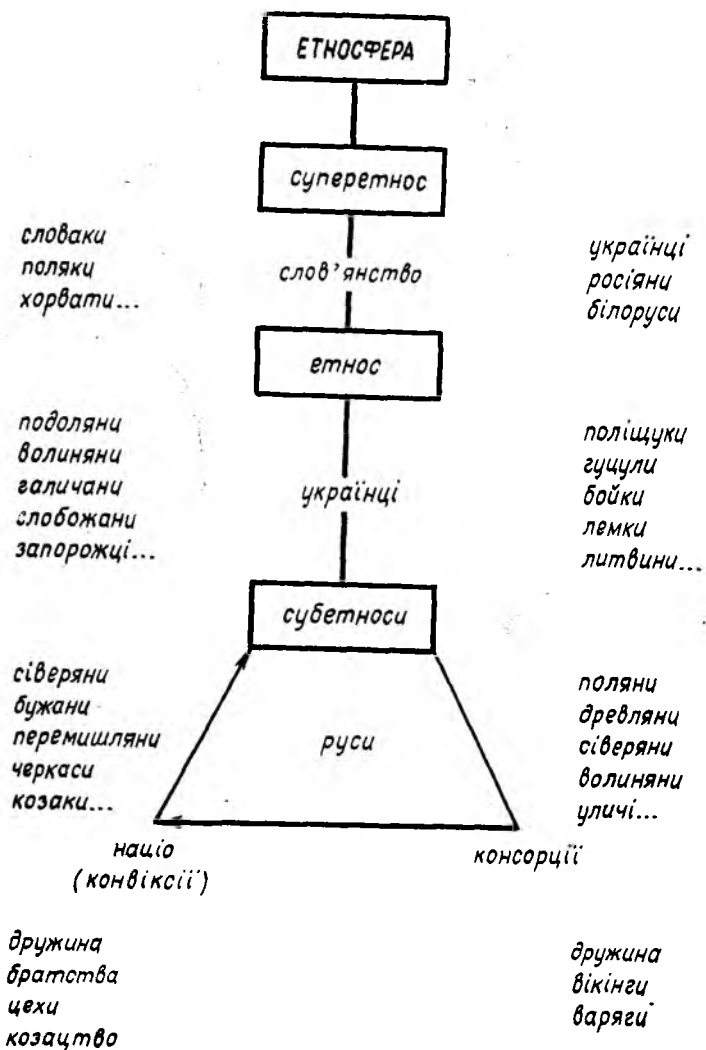 ЕТНОСФЕРА
суперетнос
словаки
поляки
хорвати...
слов'янство
українці
росіяни
білоруси
етнос
подоляни
волиняни
галичани
слобожани
запорожці...
українці
поліщуки
гуцули
бойки
лемки
литвини...
субетноси
сіверяни
бужани
перемишляни
черкаси
козаки...
руси
поляни
древляни
сіверяни
волиняни
уличі...
націо
(конвіксії)
консорції
дружина
братства
цехи
козацтво
дружина
вікінги
варяги